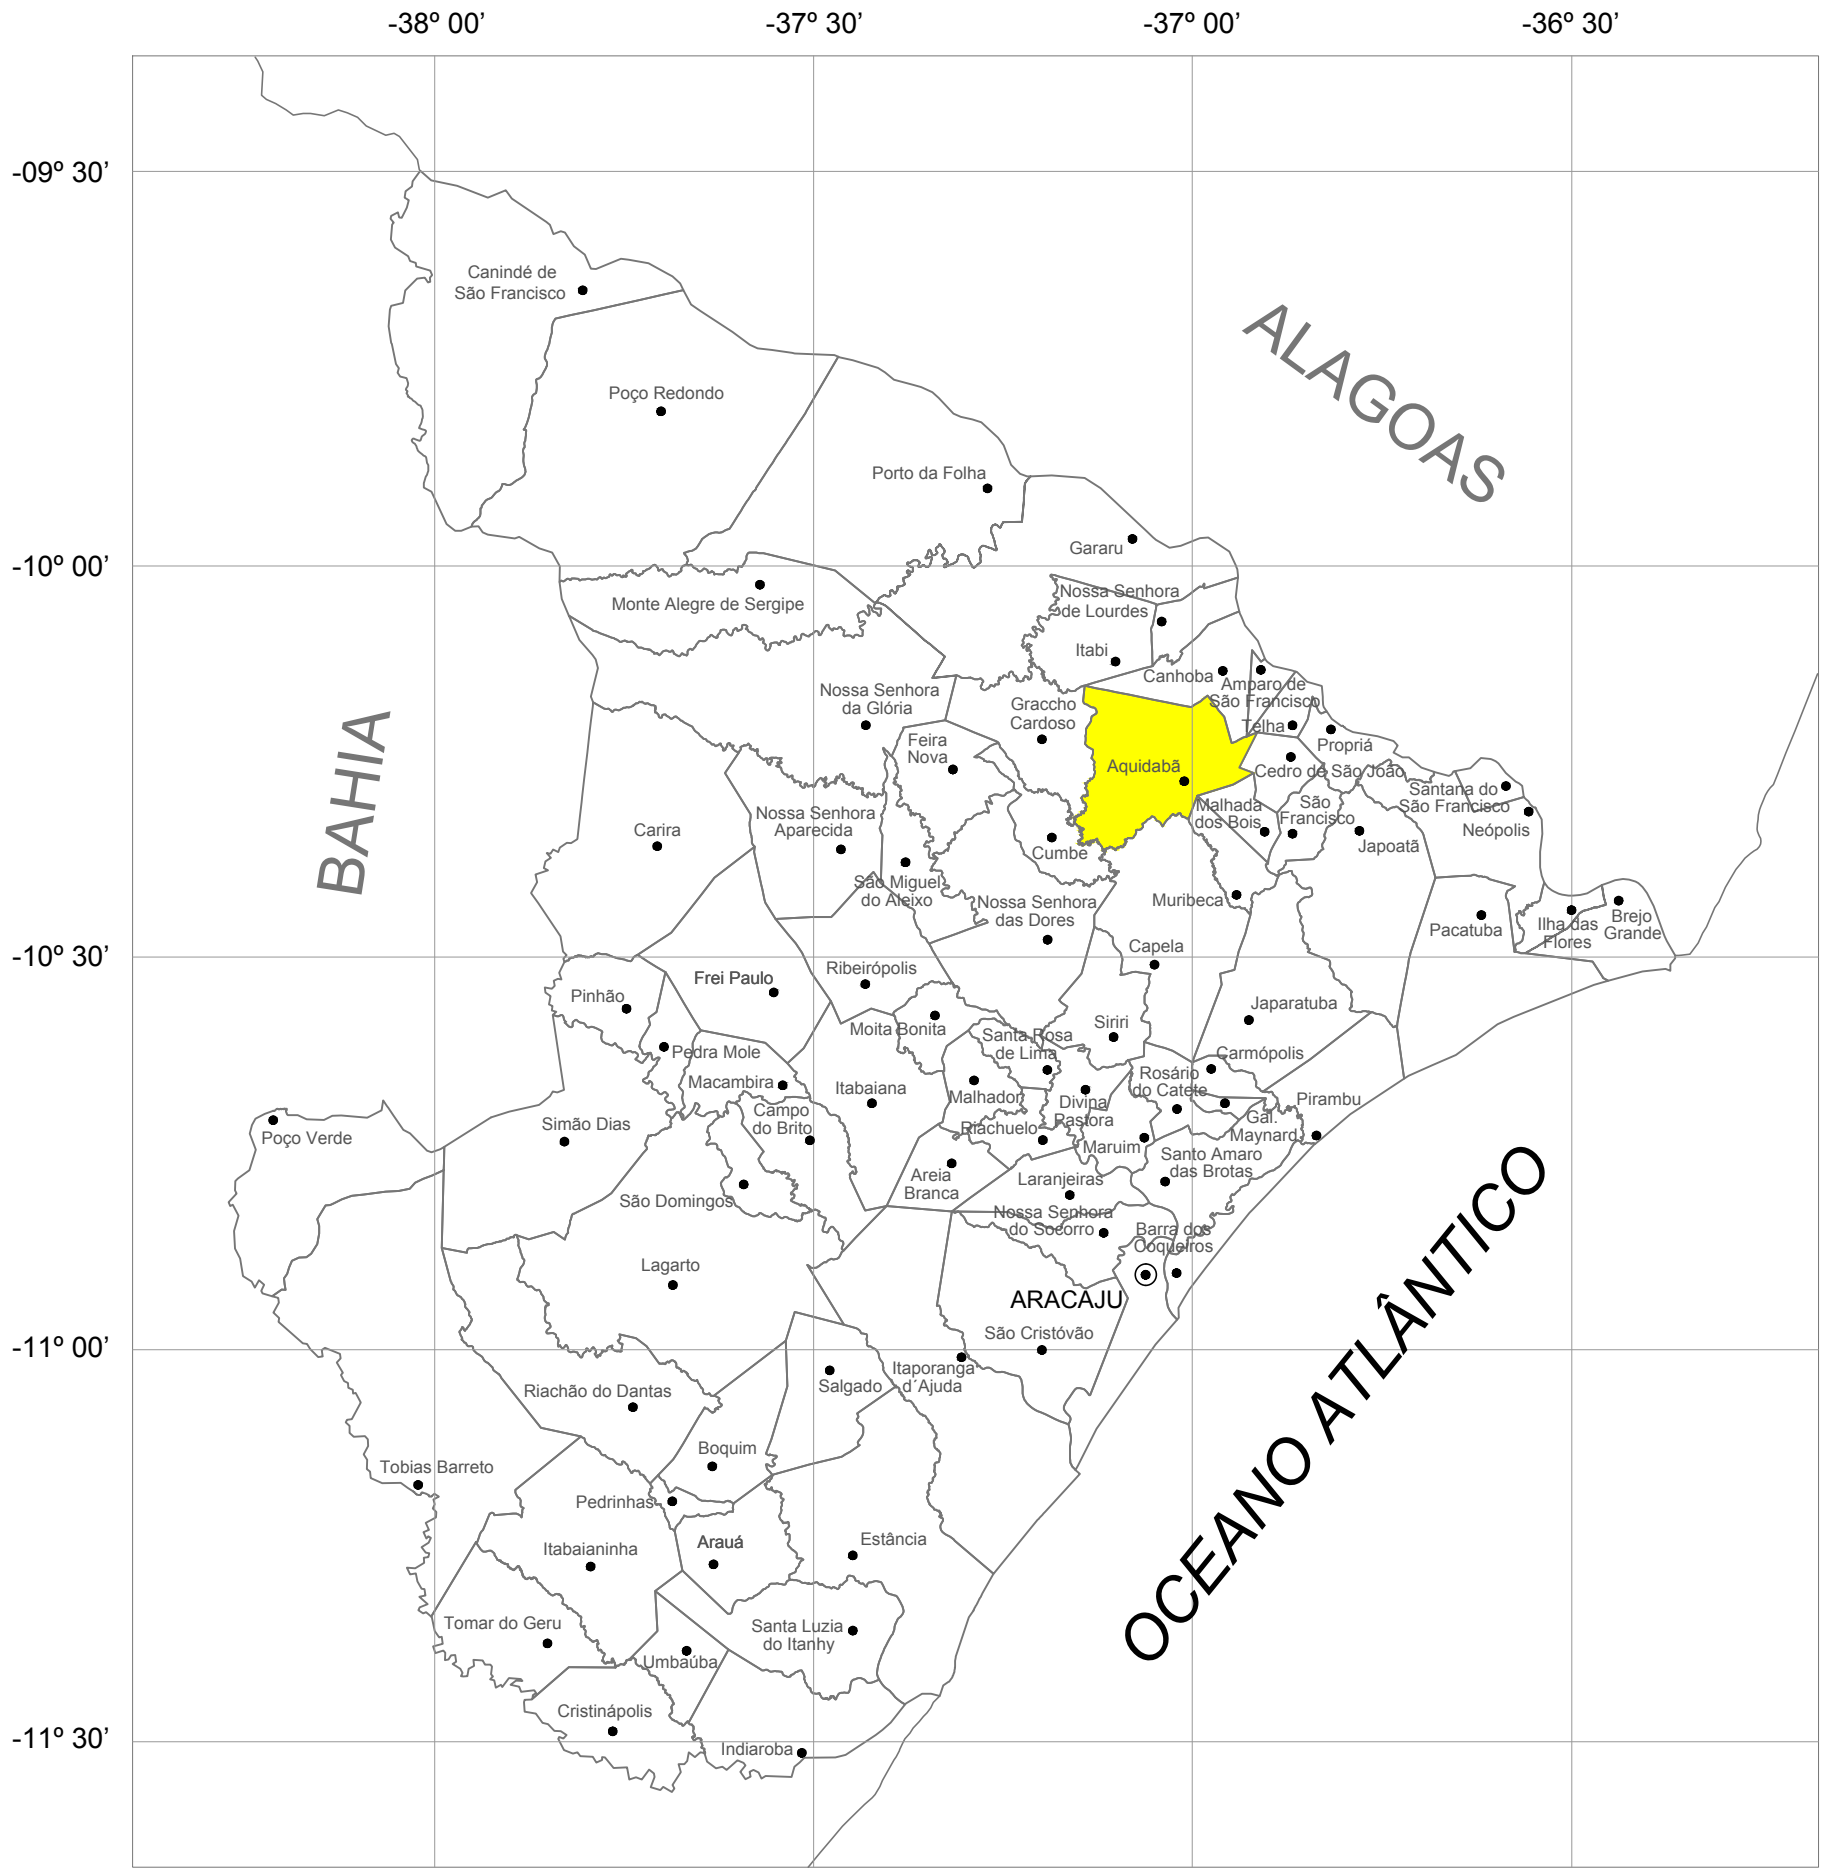 -38º 00’
-37º 30’
-37º 00’
-36º 30’
-09º 30’
-10º 00’
-10º 30’
-11º 00’
-11º 30’
ALAGOAS
BAHIA
OCEANO ATLÂNTICO
Canindé de
São Francisco
Poço Redondo
Porto da Folha
Gararu
Monte Alegre de Sergipe
Nossa Senhora
de Lourdes
Itabi
Canhoba
Amparo de
São Francisco
Nossa Senhora
da Glória
Graccho
Cardoso
Telha
Propriá
Feira
Nova
Aquidabã
Cedro de São João
Santana do
São Francisco
Neópolis
Malhada
dos Bois
São
Francisco
Japoatã
Carira
Nossa Senhora
Aparecida
Cumbe
São Miguel
do Aleixo
Nossa Senhora
das Dores
Muribeca
Pacatuba
Ilha das
Flores
Brejo
Grande
Capela
Ribeirópolis
Frei Paulo
Pinhão
Japaratuba
Moita Bonita
Siriri
Santa Rosa
de Lima
Pedra Mole
Carmópolis
Macambira
Itabaiana
Malhador
Rosário
do Catete
Divina
Pastora
Pirambu
Gal.
Maynard
Poço Verde
Simão Dias
Campo
do Brito
Riachuelo
Maruim
Santo Amaro
das Brotas
Areia
Branca
Laranjeiras
São Domingos
Nossa Senhora
do Socorro
Barra dos
Coqueiros
Lagarto
ARACAJU
São Cristóvão
Itaporanga
d´Ajuda
Salgado
Riachão do Dantas
Boquim
Tobias Barreto
Pedrinhas
Arauá
Estância
Itabaianinha
Tomar do Geru
Santa Luzia
do Itanhy
Umbaúba
Cristinápolis
Indiaroba